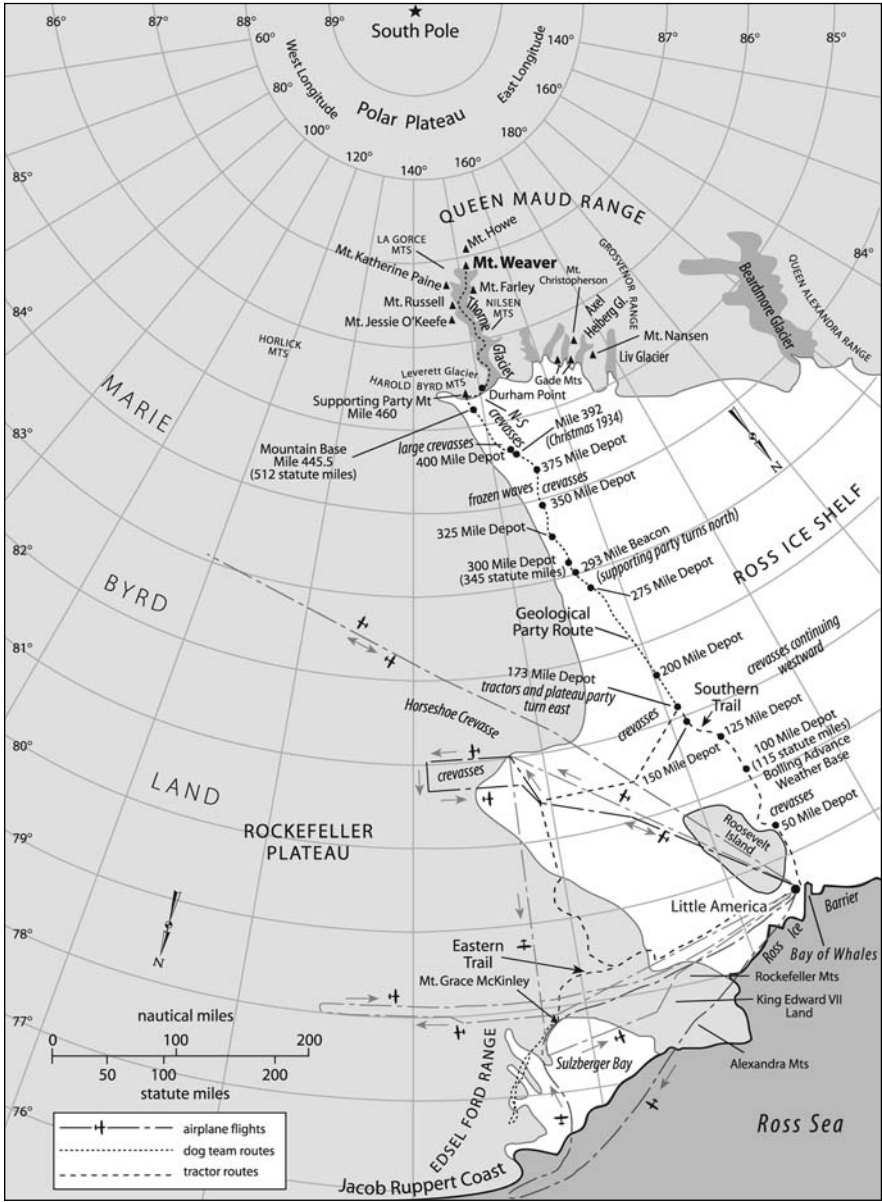 86°
87°
88°
89°
South Pole
140°
87°
86°
85°
60°
West Longitude
East Longitude
80°
160°
Polar Plateau
100°
180°
120°
160°
140°
85°
84°
83°
82°
81°
80°
79°
78°
77°
76°
QUEEN MAUD RANGE
LA GORCE
MTS
Mt. Howe
Mt. Weaver
Mt. Katherine Paine
Mt. Farley
Mt. Russell
NILSEN
MTS
Mt. Jessie O'Keefe
Thorne
Glacier
Mt.
Christopherson
GROSVENOR RANGE
Axel
Heiberg Gl.
Mt. Nansen
Liv Glacier
Gade Mts
Beardmore Glacier
QUEEN ALEXANDRA RANGE
HORLICK
MTS
Leverett Glacier
HAROLD BYRD MTS
Durham Point
Supporting Party Mt
Mile 460
N-S
crevasses
Mile 392
(Christmas 1934)
Mountain Base
Mile 445.5
(512 statute miles)
large crevasses
400 Mile Depot
375 Mile Depot
frozen waves
crevasses
350 Mile Depot
325 Mile Depot
300 Mile Depot
(345 statute miles)
293 Mile Beacon
(supporting party turns north)
275 Mile Depot
N
ROSS ICE SHELF
MARIE
BYRD
LAND
Geological
Party Route
200 Mile Depot
173 Mile Depot
tractors and plateau party
turn east
Southern
Trail
crevasses continuing
westward
crevasses
125 Mile Depot
150 Mile Depot
100 Mile Depot
(115 statute miles)
Bolling Advance
Weather Base
crevasses
50 Mile Depot
Horseshoe Crevasse
crevasses
ROCKEFELLER
PLATEAU
Roosevelt
Island
Little America
Ross Ice Barrier
Bay of Whales
Eastern
Trail
Mt. Grace McKinley
Rockefeller Mts
King Edward VII
Land
Alexandra Mts
Sulzberger Bay
EDSEL FORD RANGE
Ross Sea
Jacob Ruppert Coast
N
nautical miles
0 100 200
50 100 200
statute miles
airplane flights
dog team routes
tractor routes